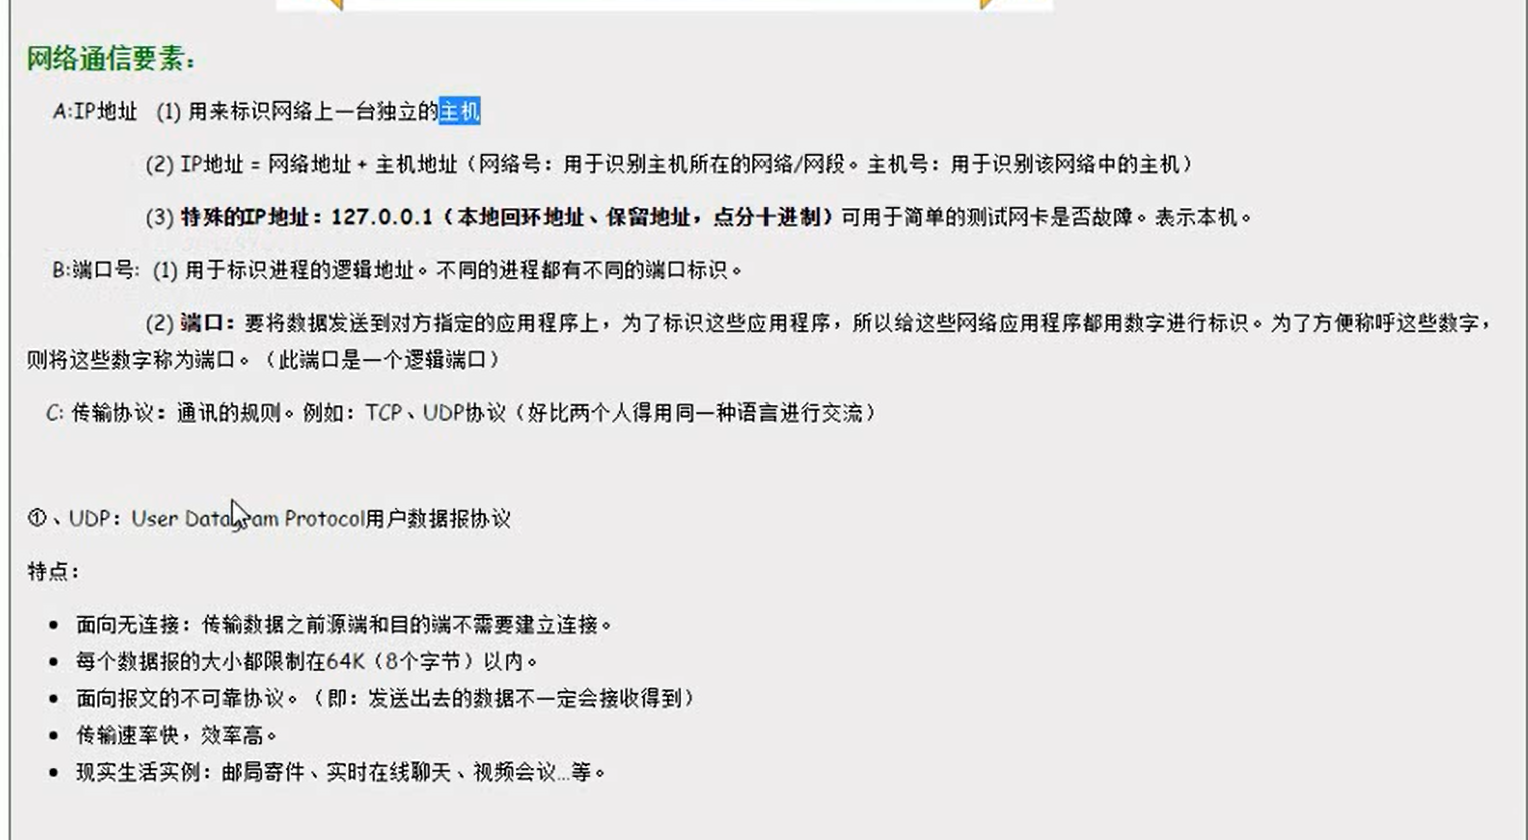 网络通信要素：
A:IP地址 (1) 用来标识网络上一台独立的主机
(2) IP地址 = 网络地址 + 主机地址（网络号：用于识别主机所在的网络/网段。主机号：用于识别该网络中的主机）
(3) 特殊的IP地址：127.0.0.1（本地回环地址、保留地址，点分十进制）可用于简单的测试网卡是否故障。表示本机。
B:端口号: (1) 用于标识进程的逻辑地址。不同的进程都有不同的端口标识。
(2) 端口：要将数据发送到对方指定的应用程序上，为了标识这些应用程序，所以给这些网络应用程序都用数字进行标识。为了方便称呼这些数字，
则将这些数字称为端口。（此端口是一个逻辑端口）
C: 传输协议：通讯的规则。例如：TCP、UDP协议（好比两个人得用同一种语言进行交流）
①、UDP：User Datagram Protocol用户数据报协议
特点：
• 面向无连接：传输数据之前源端和目的端不需要建立连接。
• 每个数据报的大小都限制在64K（8个字节）以内。
• 面向报文的不可靠协议。（即：发送出去的数据不一定会接收得到）
• 传输速率快，效率高。
• 现实生活实例：邮局寄件、实时在线聊天、视频会议…等。